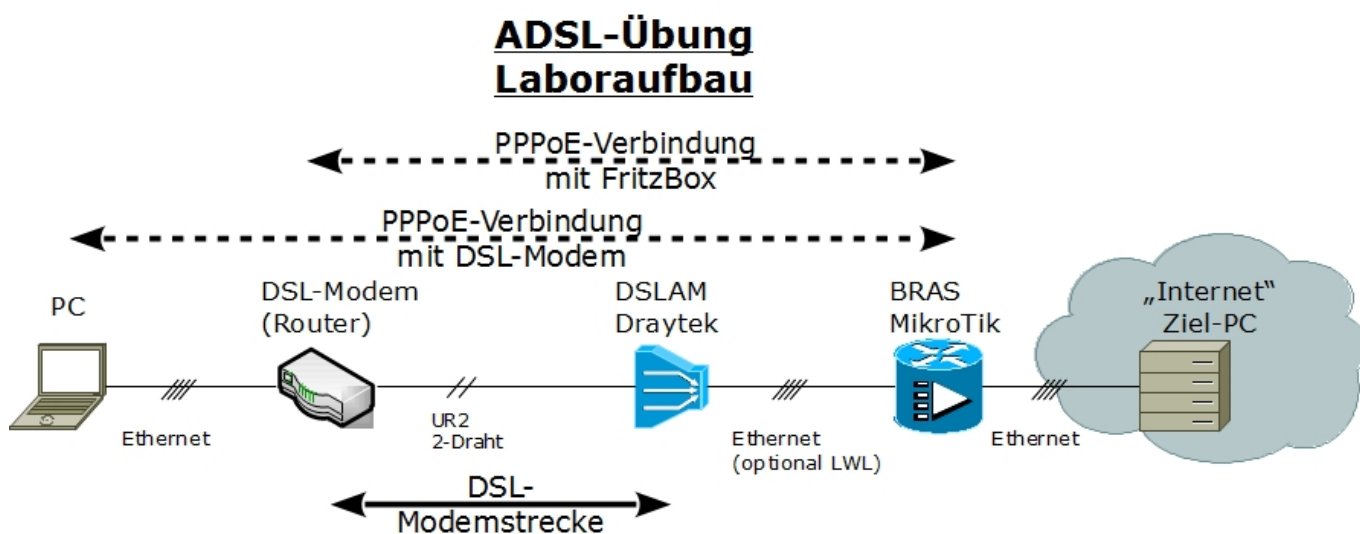 ADSL-Übung
Laboraufbau
PPPoE-Verbindung
mit FritzBox
PPPoE-Verbindung
mit DSL-Modem
PC
DSL-Modem
(Router)
DSLAM
Draytek
BRAS
MikroTik
„Internet“
Ziel-PC
Ethernet
UR2
2-Draht
Ethernet
(optional LWL)
Ethernet
DSL-
Modemstrecke